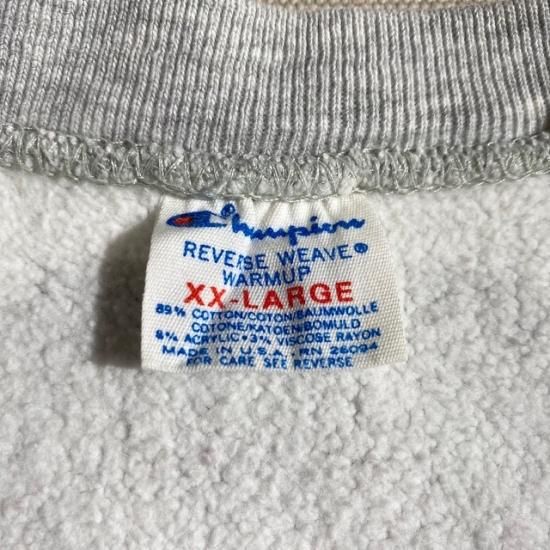 Champion
REVERSE WEAVE®
WARMUP
XX-LARGE
89% COTTON/COTON/BAUMWOLLE
COTONE/KATOEN/BOMULD
8% ACRYLIC•3% VISCOSE RAYON
MADE IN U.S.A. RN 26094
FOR CARE SEE REVERSE